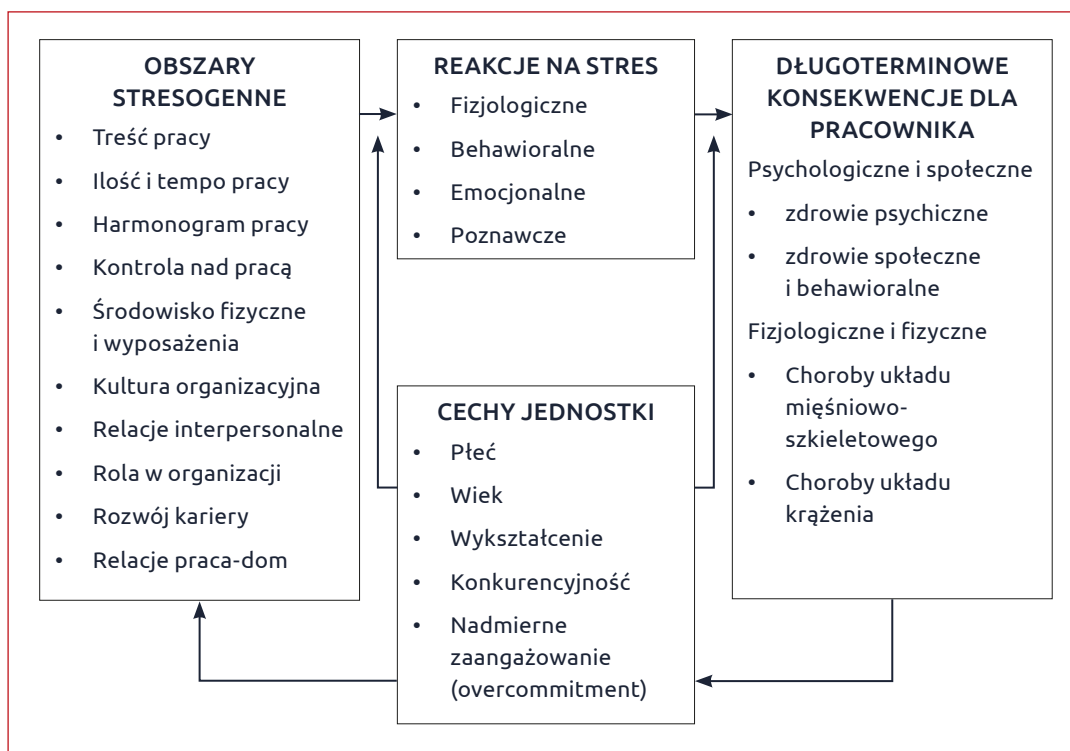 OBSZARY
STRESOGENNE
• Treść pracy
• Ilość i tempo pracy
• Harmonogram pracy
• Kontrola nad pracą
• Środowisko fizyczne
i wyposażenia
• Kultura organizacyjna
• Relacje interpersonalne
• Rola w organizacji
• Rozwój kariery
• Relacje praca-dom
REAKCJE NA STRES
• Fizjologiczne
• Behawioralne
• Emocjonalne
• Poznawcze
CECHY JEDNOSTKI
• Płeć
• Wiek
• Wykształcenie
• Konkurencyjność
• Nadmierne
zaangażowanie
(overcommitment)
DŁUGOTERMINOWE
KONSEKWENCJE DLA
PRACOWNIKA
Psychologiczne i społeczne
• zdrowie psychiczne
• zdrowie społeczne
i behawioralne
Fizjologiczne i fizyczne
• Choroby układu
mięśniowo-
szkieletowego
• Choroby układu
krążenia